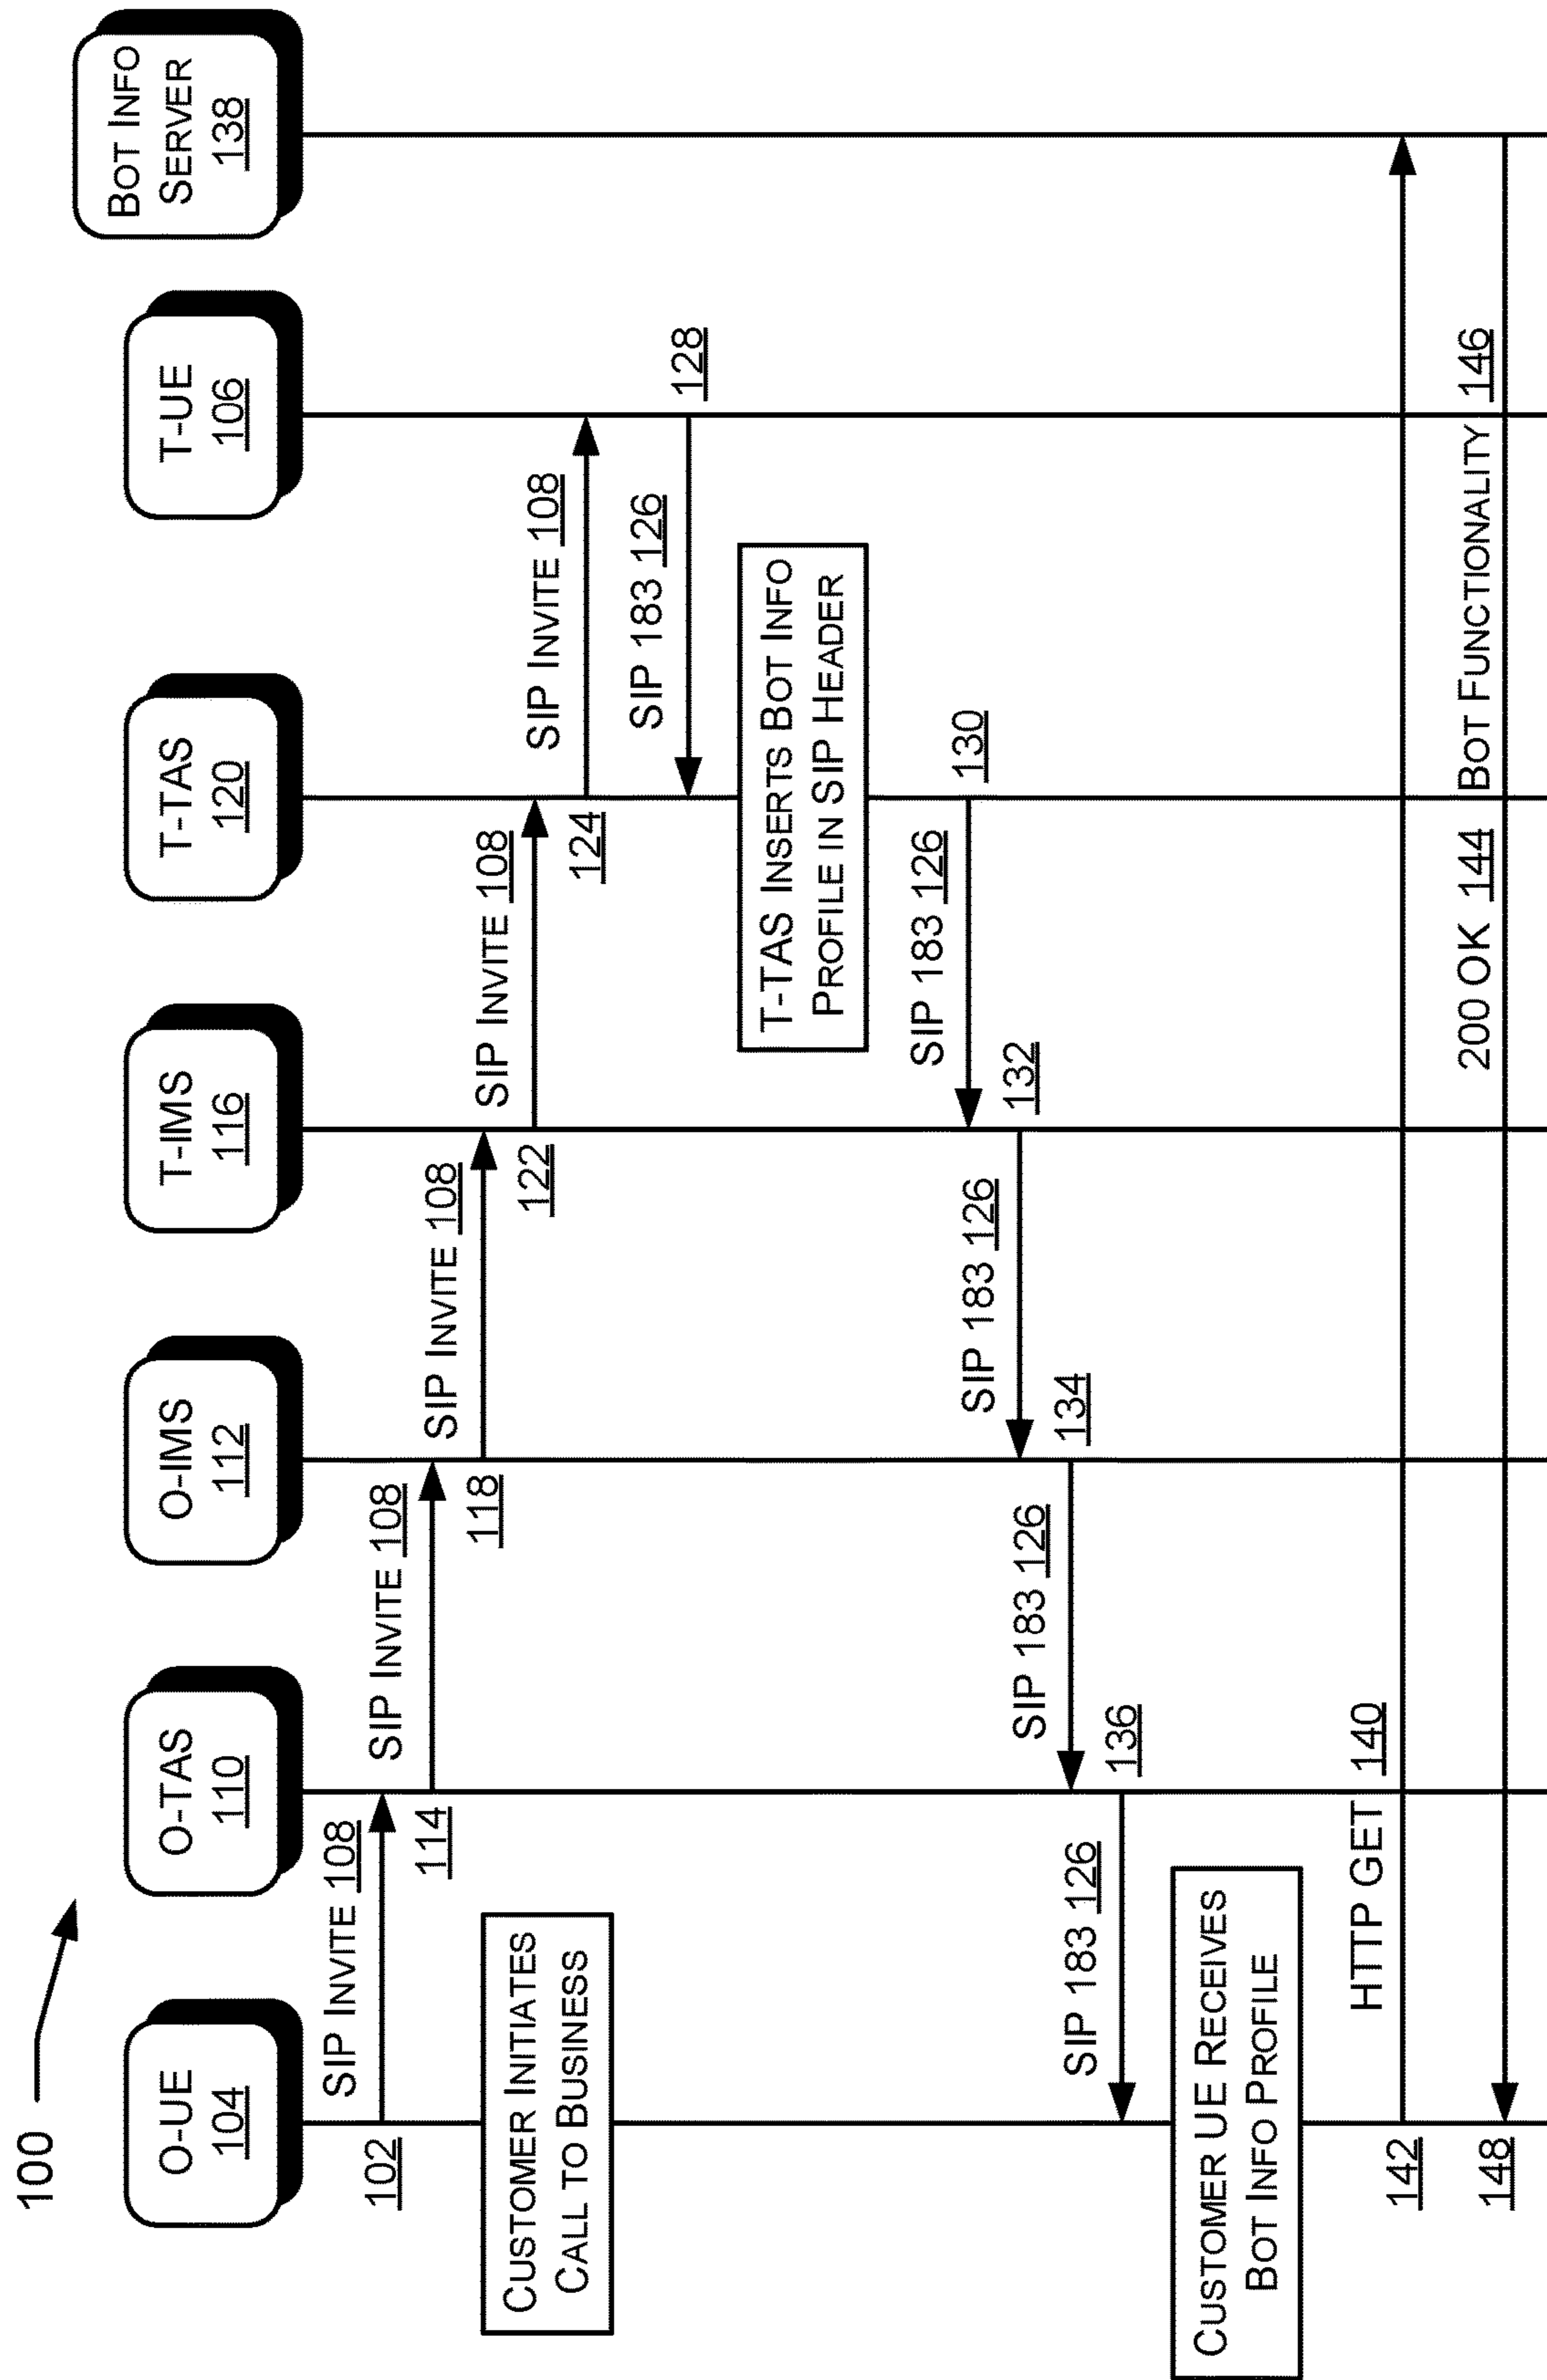 100
O-UE
104
O-TAS
110
O-IMS
112
T-IMS
116
T-TAS
120
T-UE
106
BOT INFO
SERVER
138
SIP INVITE 108
102
CUSTOMER INITIATES
CALL TO BUSINESS
SIP INVITE 108
114
SIP INVITE 108
118
SIP INVITE 108
122
SIP INVITE 108
124
SIP 183 126
128
T-TAS INSERTS BOT INFO
PROFILE IN SIP HEADER
SIP 183 126
130
SIP 183 126
132
SIP 183 126
134
SIP 183 126
136
CUSTOMER UE RECEIVES
BOT INFO PROFILE
HTTP GET 140
142
200 OK 144 BOT FUNCTIONALITY 146
148